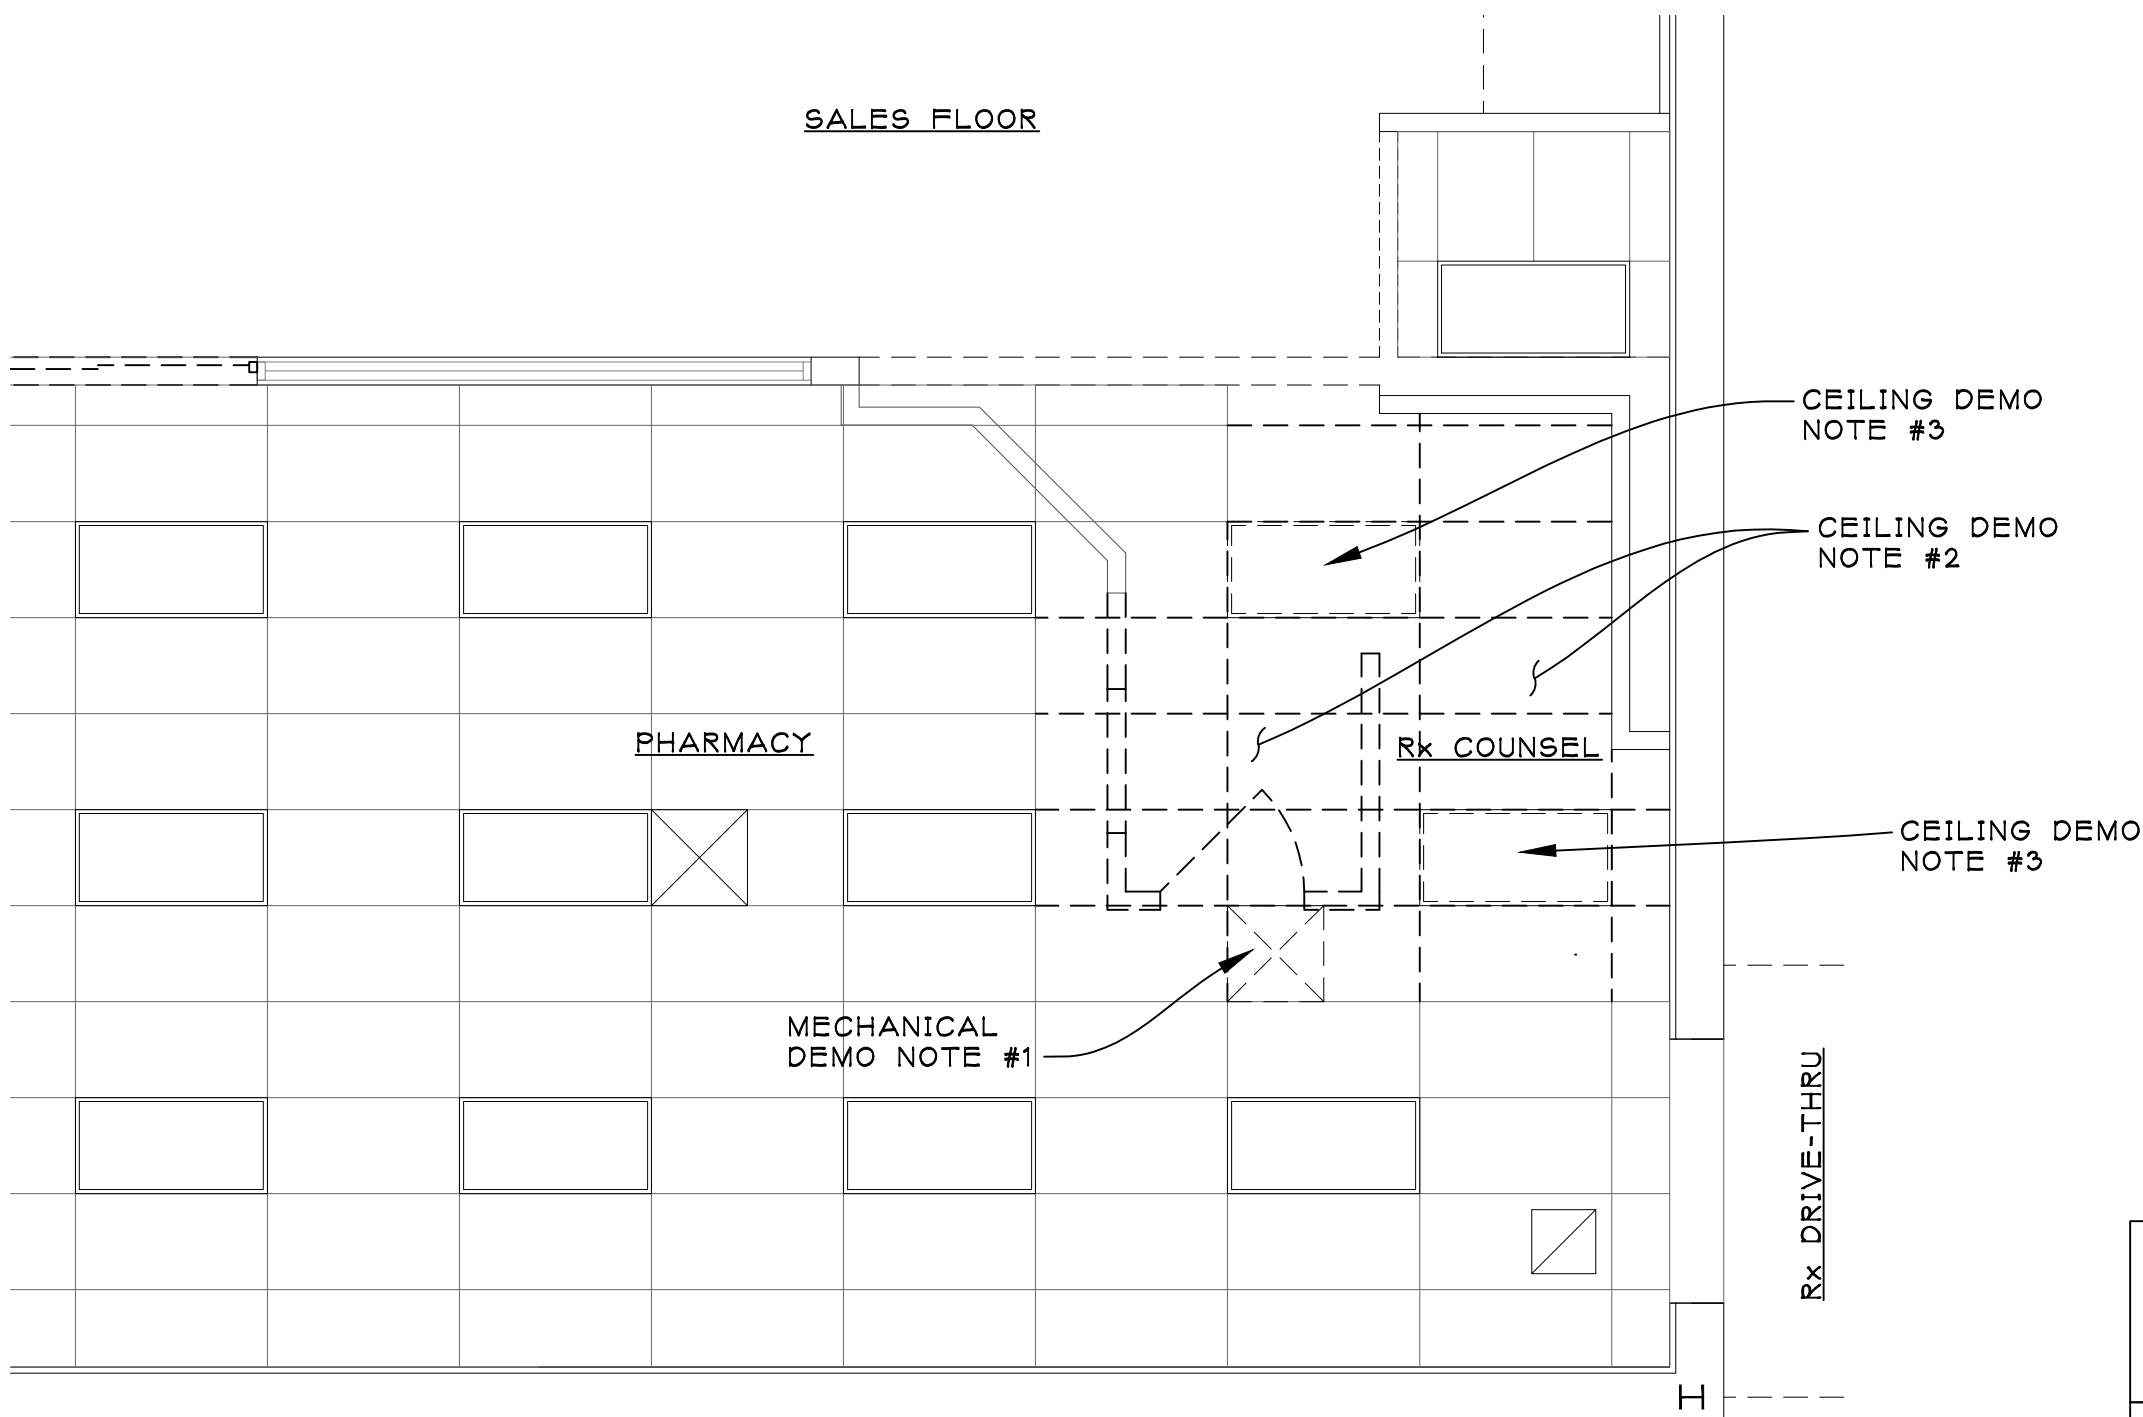 SALES FLOOR
CEILING DEMO
NOTE #3
CEILING DEMO
NOTE #2
PHARMACY
Rx COUNSEL
CEILING DEMO
NOTE #3
MECHANICAL
DEMO NOTE #1
Rx DRIVE-THRU
H